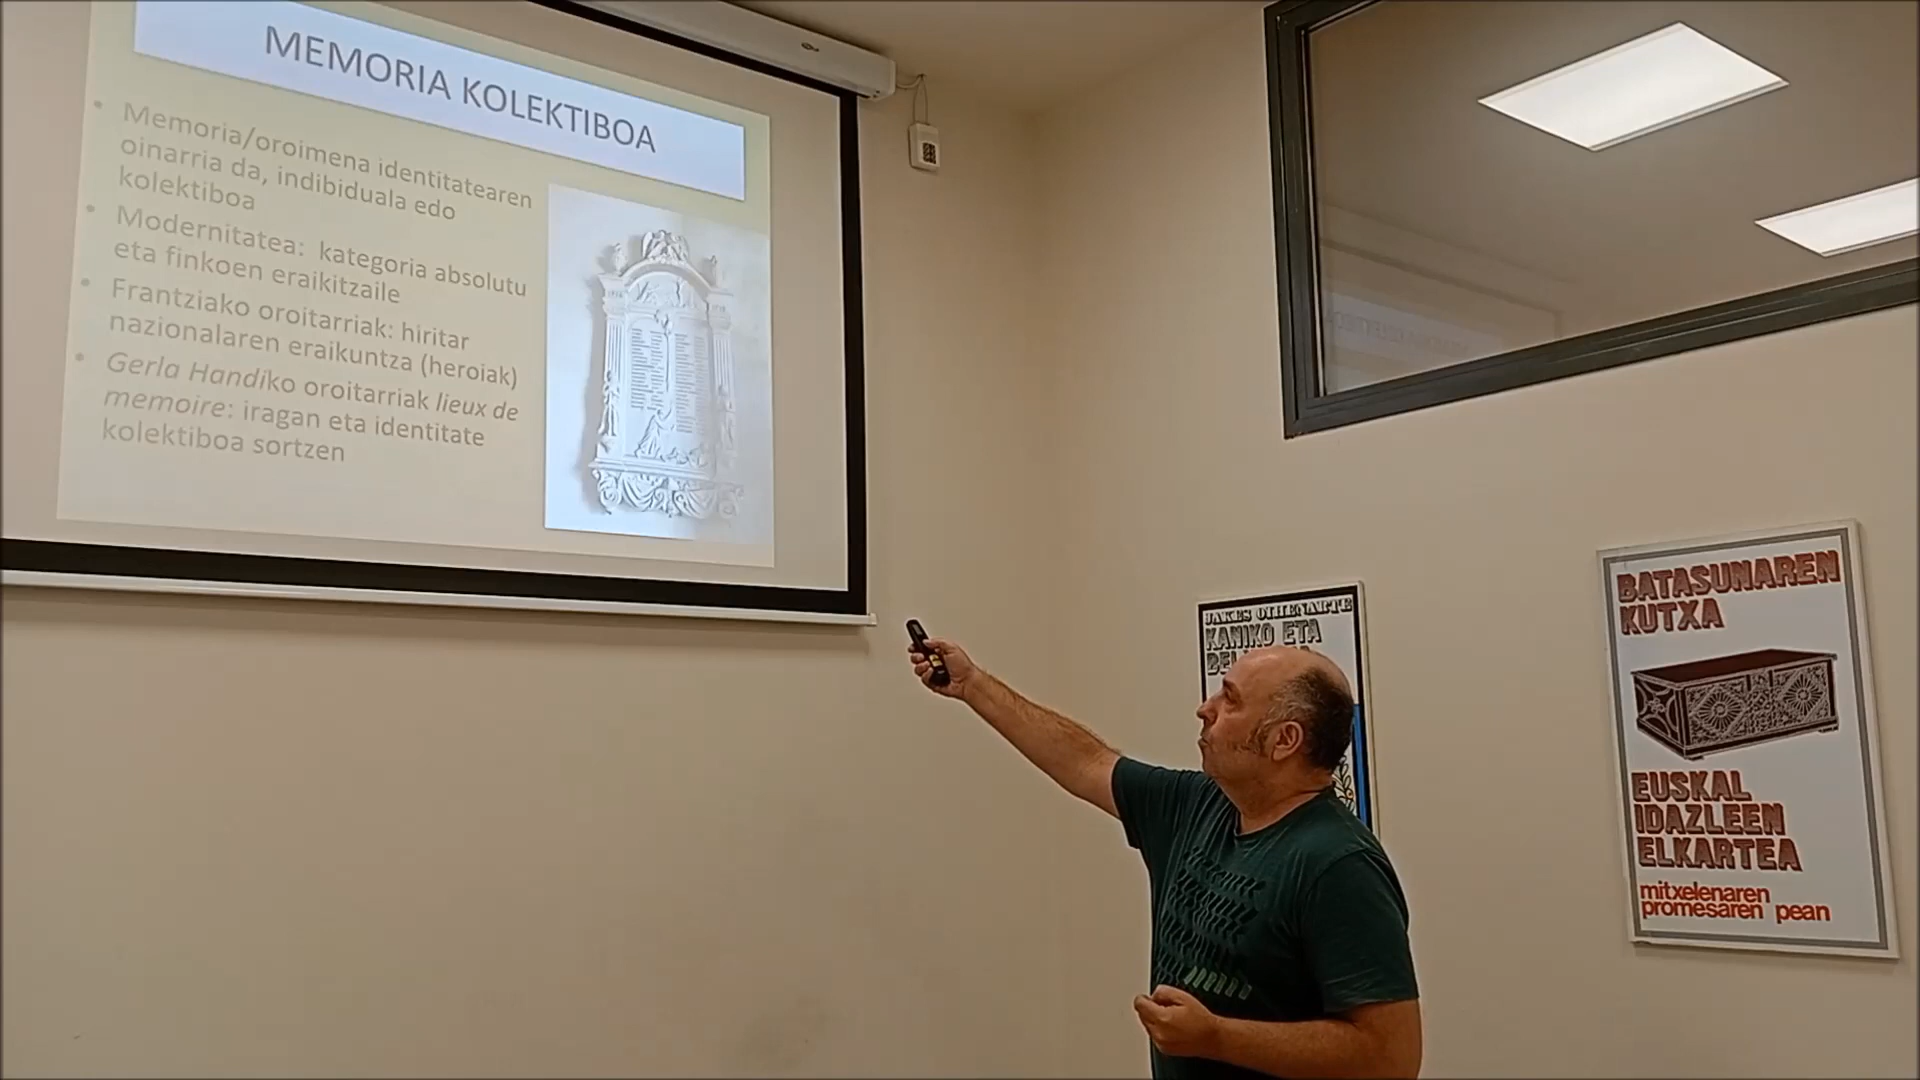 MEMORIA KOLEKTIBOA
• Memoria/oroimena identitatearen
oinarria da, indibiduala edo
kolektiboa
• Modernitatea: kategoria absolutu
eta finkoen eraikitzaile
• Frantziako oroitarriak: hiritar
nazionalaren eraikuntza (heroiak)
• Gerla Handiko oroitarriak lieux de
memoire: iragan eta identitate
kolektiboa sortzen
JAKES OIHENARTE
KANIKO ETA
BATASUNAREN
KUTXA
EUSKAL
IDAZLEEN
ELKARTEA
mitxelenaren
promesaren pean